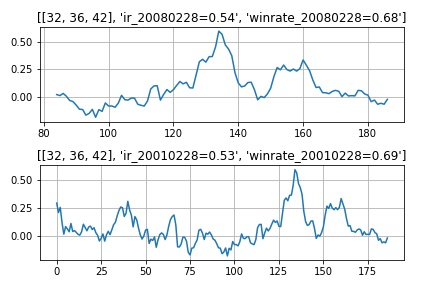 [[32, 36, 42], 'ir_20080228=0.54', 'winrate_20080228=0.68']
0.50
0.25
0.00
80 100 120 140 160 180
[[32, 36, 42], 'ir_20010228=0.53', 'winrate_20010228=0.69']
0.50
0.25
0.00
0 25 50 75 100 125 150 175